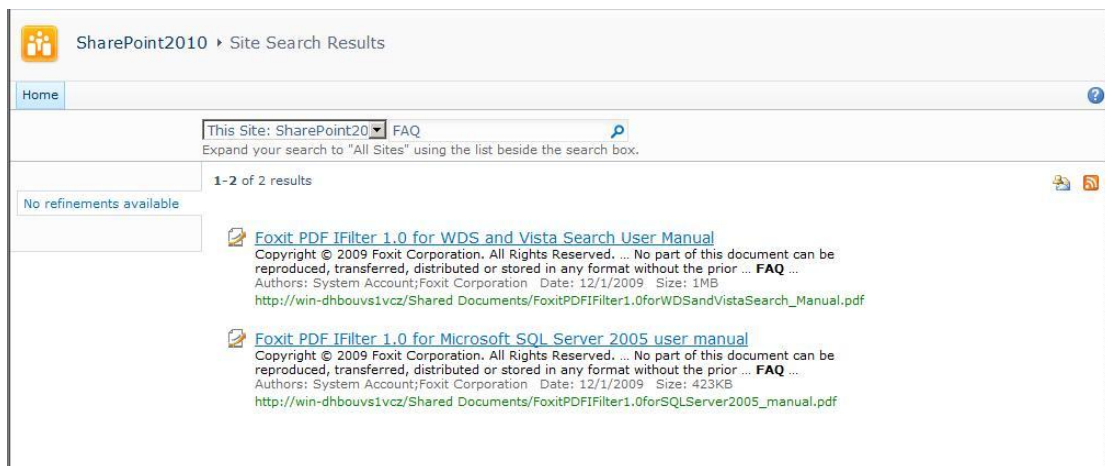 SharePoint2010 ▸ Site Search Results
Home
This Site: SharePoint20 FAQ
Expand your search to "All Sites" using the list beside the search box.
1-2 of 2 results
No refinements available
Foxit PDF IFilter 1.0 for WDS and Vista Search User Manual
Copyright © 2009 Foxit Corporation. All Rights Reserved. ... No part of this document can be
reproduced, transferred, distributed or stored in any format without the prior ... FAQ ...
Authors: System Account;Foxit Corporation Date: 12/1/2009 Size: 1MB
http://win-dhbouvs1vcz/Shared Documents/FoxitPDFIFilter1.0forWDSandVistaSearch_Manual.pdf
Foxit PDF IFilter 1.0 for Microsoft SQL Server 2005 user manual
Copyright © 2009 Foxit Corporation. All Rights Reserved. ... No part of this document can be
reproduced, transferred, distributed or stored in any format without the prior ... FAQ ...
Authors: System Account;Foxit Corporation Date: 12/1/2009 Size: 423KB
http://win-dhbouvs1vcz/Shared Documents/FoxitPDFIFilter1.0forSQLServer2005_manual.pdf